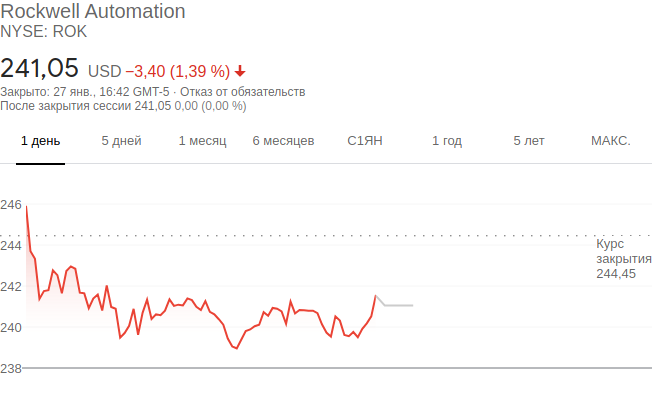 Rockwell Automation
NYSE: ROK
241,05 USD −3,40 (1,39 %)
Закрыто: 27 янв., 16:42 GMT-5 · Отказ от обязательств
После закрытия сессии 241,05 0,00 (0,00 %)
1 день 5 дней 1 месяц 6 месяцев С1ЯН 1 год 5 лет МАКС.
246
244
242
240
238
Курс
закрытия
244,45